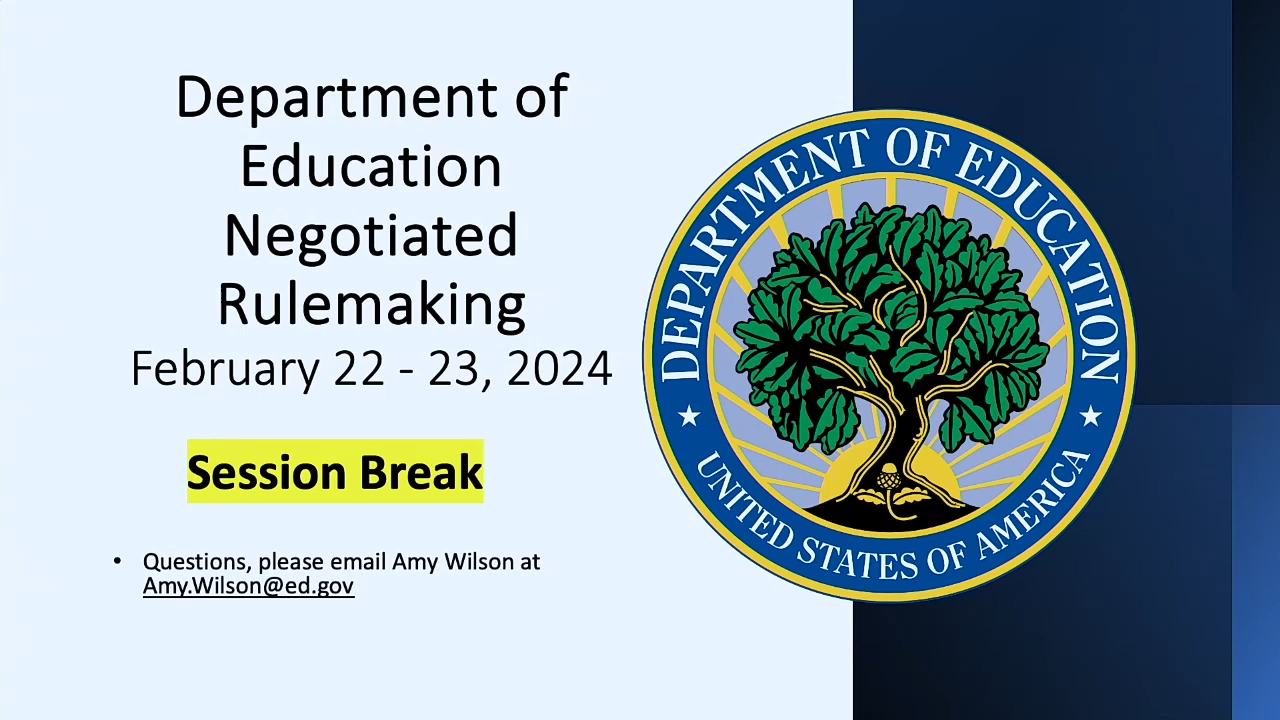 Department of
Education
Negotiated
Rulemaking
February 22 - 23, 2024
Session Break
• Questions, please email Amy Wilson at
Amy.Wilson@ed.gov
DEPARTMENT OF EDUCATION
UNITED STATES OF AMERICA